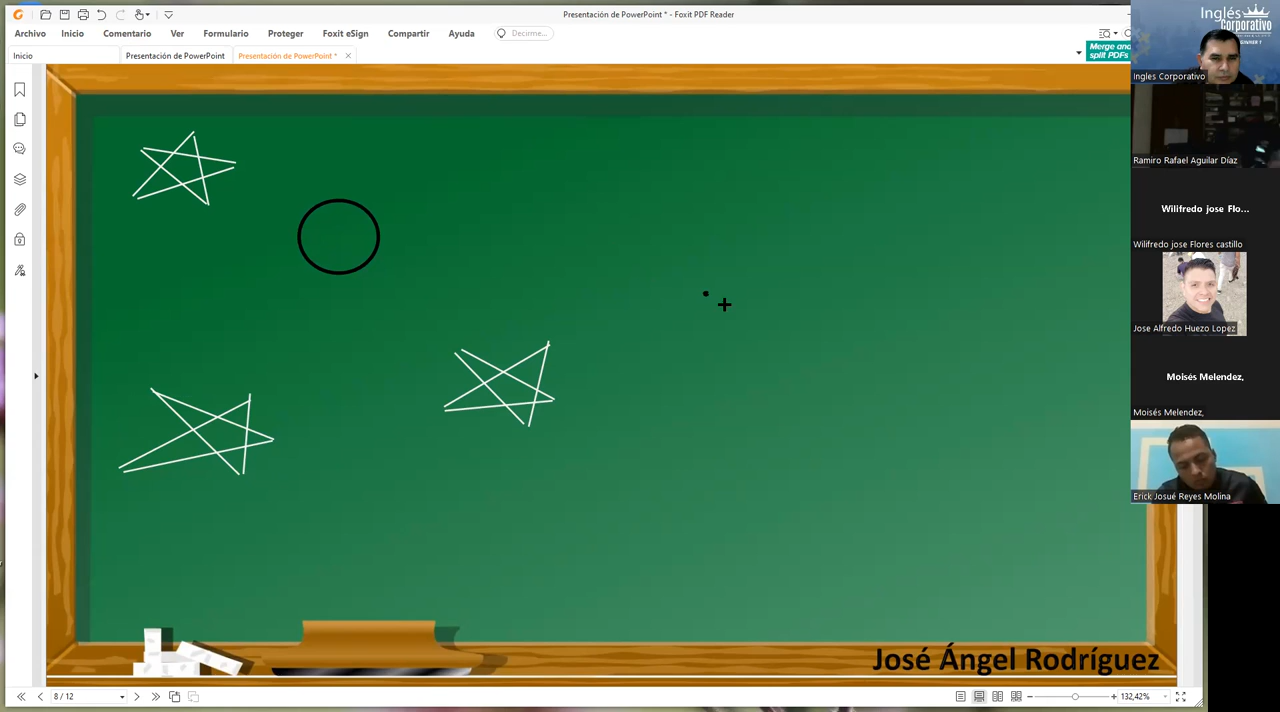 Presentación de PowerPoint * - Foxit PDF Reader
Archivo Inicio Comentario Ver Formulario Proteger Foxit eSign Compartir Ayuda Decirme...
Inicio Presentación de PowerPoint Presentación de PowerPoint *
Merge and
split PDFs
Inglés
Corporativo
Ingles Corporativo
Ramiro Rafael Aguilar Díaz
Wilifredo jose Flo...
Wilifredo jose Flores castillo
Jose Alfredo Huezo Lopez
Moisés Melendez,
Moisés Melendez,
Erick Josué Reyes Molina
José Ángel Rodríguez
8 / 12
132,42%